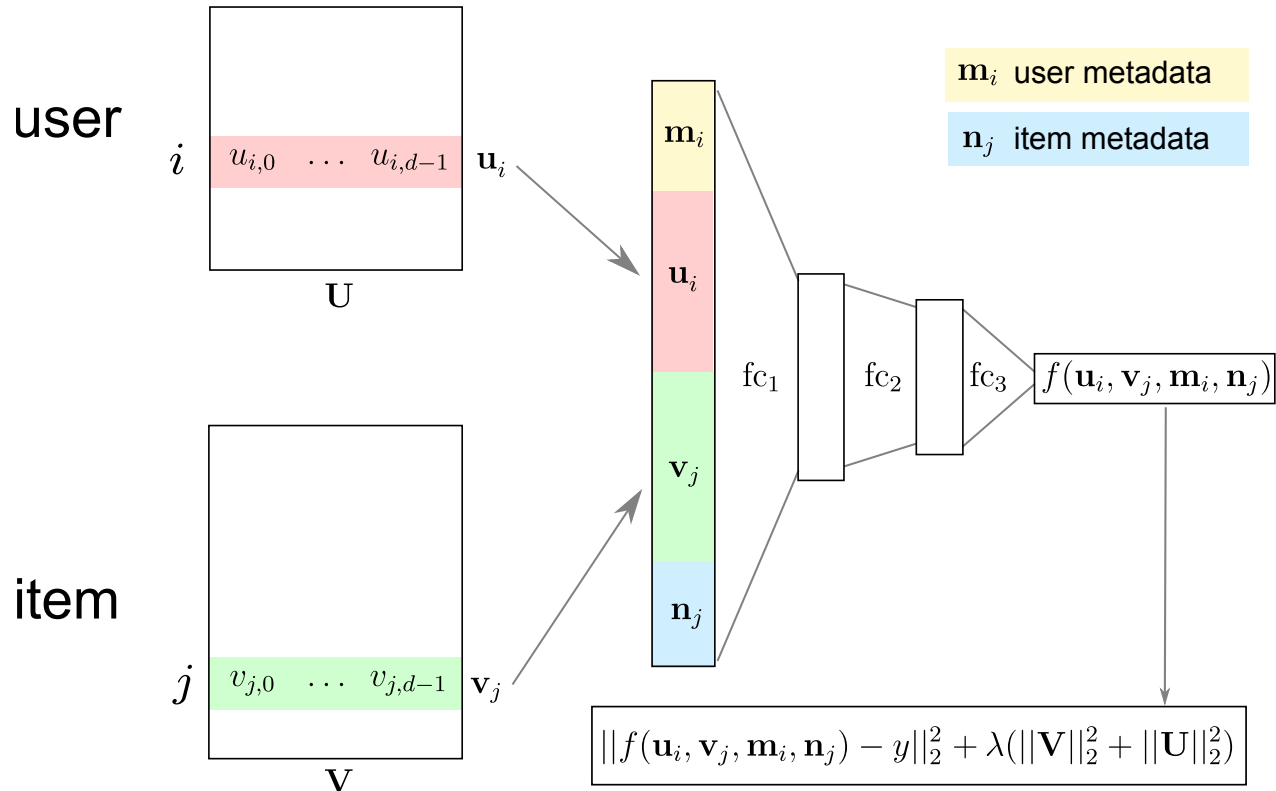 user
i
u_{i,0} … u_{i,d−1}
𝐮_i
𝐔
item
j
v_{j,0} … v_{j,d−1}
𝐯_j
𝐕
𝐦_i
𝐮_i
𝐯_j
𝐧_j
fc_1
fc_2
fc_3
f(𝐮_i, 𝐯_j, 𝐦_i, 𝐧_j)
𝐦_i user metadata
𝐧_j item metadata
||f(𝐮_i, 𝐯_j, 𝐦_i, 𝐧_j) − y||_2^2 + λ(||𝐕||_2^2 + ||𝐔||_2^2)